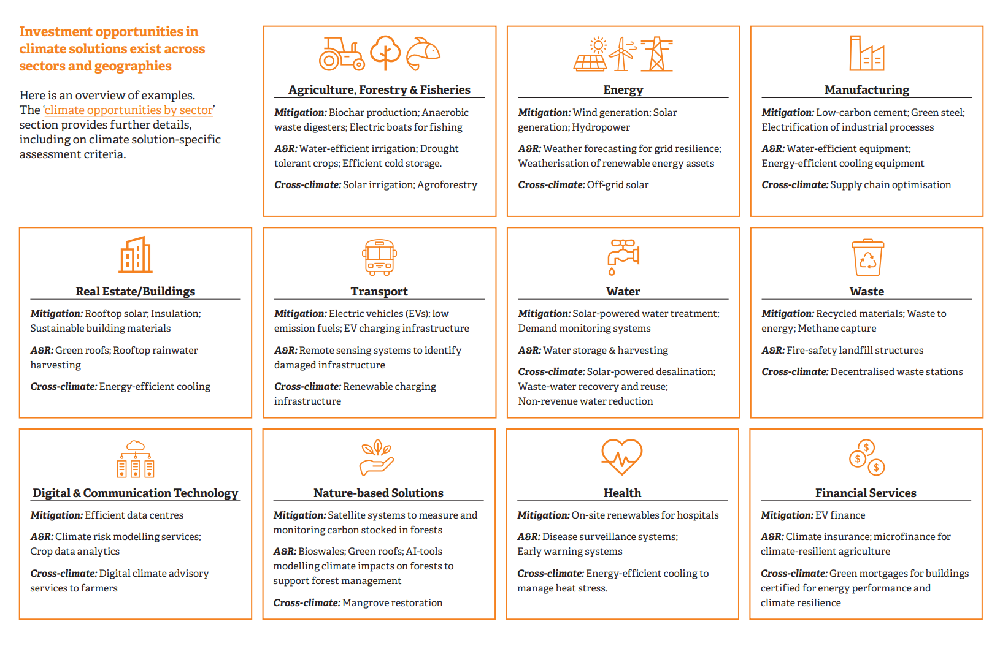 Investment opportunities in
climate solutions exist across
sectors and geographies
Here is an overview of examples.
The ‘climate opportunities by sector’
section provides further details,
including on climate solution-specific
assessment criteria.
Agriculture, Forestry & Fisheries
Mitigation: Biochar production; Anaerobic
waste digesters; Electric boats for fishing
A&R: Water-efficient irrigation; Drought
tolerant crops; Efficient cold storage.
Cross-climate: Solar irrigation; Agroforestry
Energy
Mitigation: Wind generation; Solar
generation; Hydropower
A&R: Weather forecasting for grid resilience;
Weatherisation of renewable energy assets
Cross-climate: Off-grid solar
Manufacturing
Mitigation: Low-carbon cement; Green steel;
Electrification of industrial processes
A&R: Water-efficient equipment;
Energy-efficient cooling equipment
Cross-climate: Supply chain optimisation
Real Estate/Buildings
Mitigation: Rooftop solar; Insulation;
Sustainable building materials
A&R: Green roofs; Rooftop rainwater
harvesting
Cross-climate: Energy-efficient cooling
Transport
Mitigation: Electric vehicles (EVs); low
emission fuels; EV charging infrastructure
A&R: Remote sensing systems to identify
damaged infrastructure
Cross-climate: Renewable charging
infrastructure
Water
Mitigation: Solar-powered water treatment;
Demand monitoring systems
A&R: Water storage & harvesting
Cross-climate: Solar-powered desalination;
Waste-water recovery and reuse;
Non-revenue water reduction
Waste
Mitigation: Recycled materials; Waste to
energy; Methane capture
A&R: Fire-safety landfill structures
Cross-climate: Decentralised waste stations
Digital & Communication Technology
Mitigation: Efficient data centres
A&R: Climate risk modelling services;
Crop data analytics
Cross-climate: Digital climate advisory
services to farmers
Nature-based Solutions
Mitigation: Satellite systems to measure and
monitoring carbon stocked in forests
A&R: Bioswales; Green roofs; AI-tools
modelling climate impacts on forests to
support forest management
Cross-climate: Mangrove restoration
Health
Mitigation: On-site renewables for hospitals
A&R: Disease surveillance systems;
Early warning systems
Cross-climate: Energy-efficient cooling to
manage heat stress.
$
$
$
Financial Services
Mitigation: EV finance
A&R: Climate insurance; microfinance for
climate-resilient agriculture
Cross-climate: Green mortgages for buildings
certified for energy performance and
climate resilience